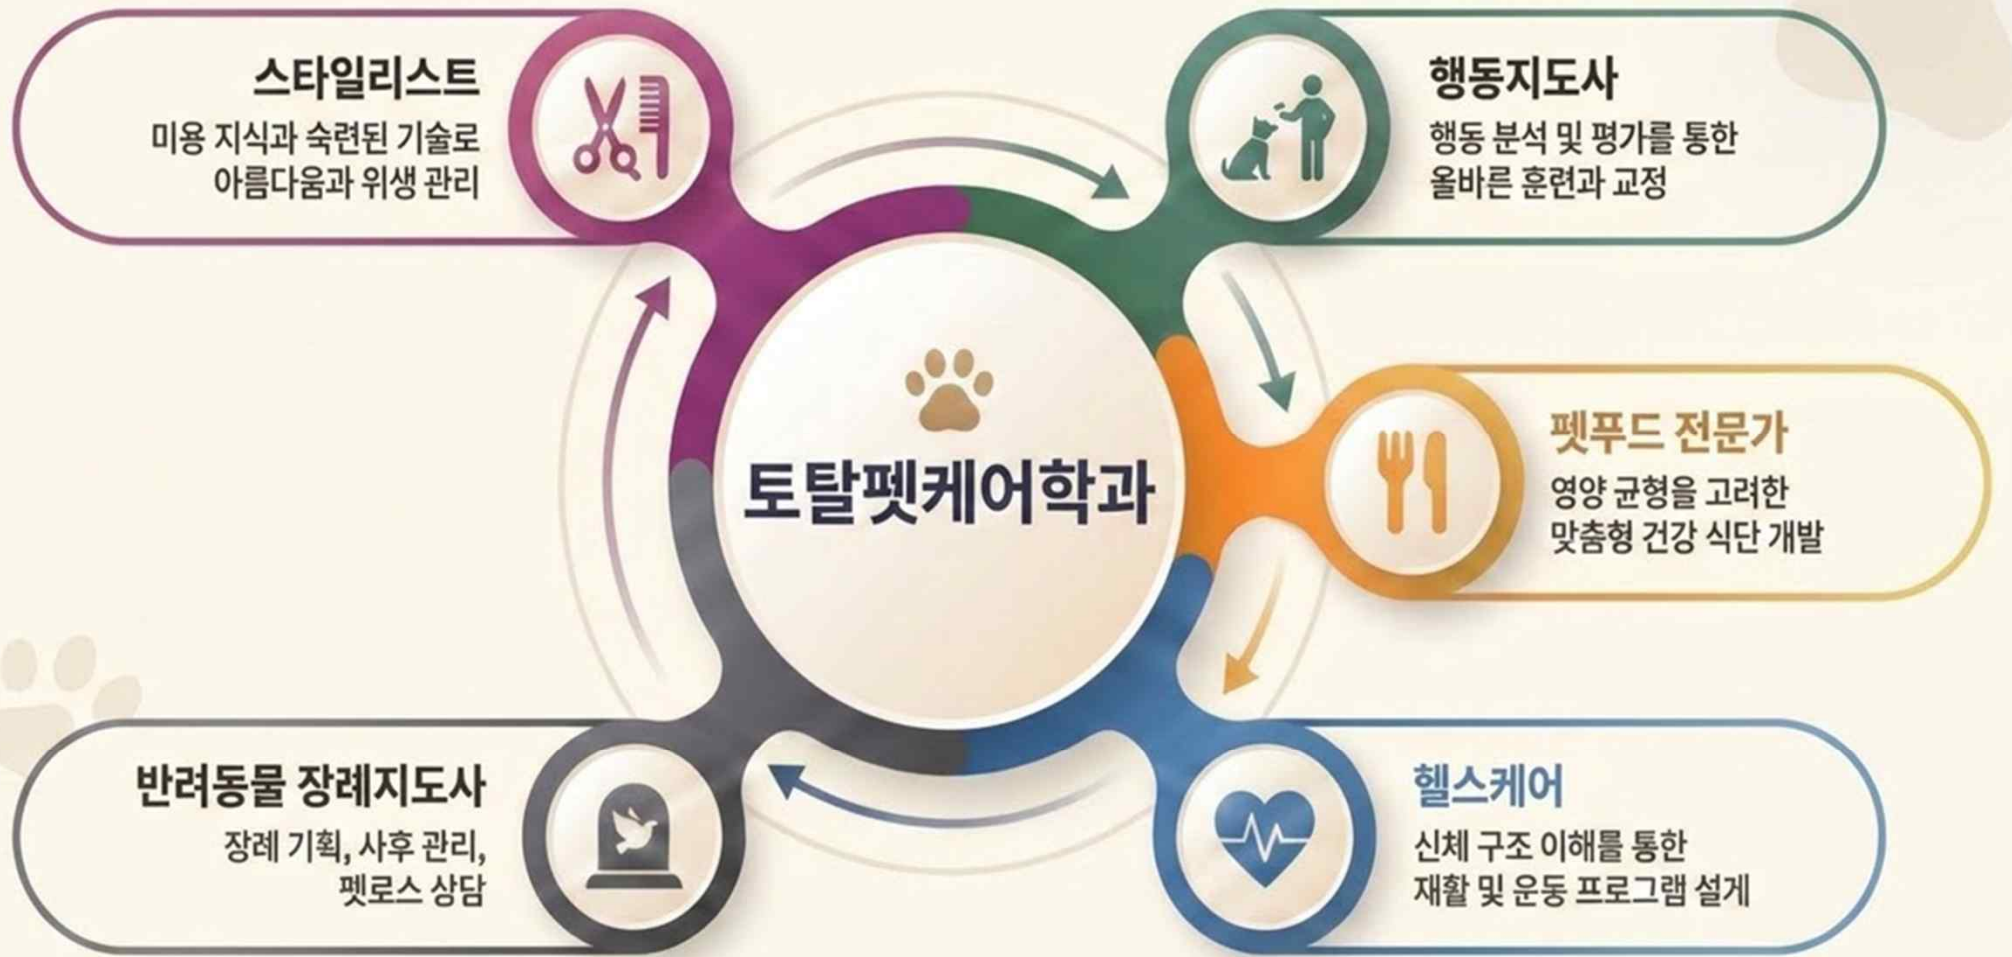 스타일리스트
미용 지식과 숙련된 기술로
아름다움과 위생 관리
행동지도사
행동 분석 및 평가를 통한
올바른 훈련과 교정
토탈펫케어학과
펫푸드 전문가
영양 균형을 고려한
맞춤형 건강 식단 개발
반려동물 장례지도사
장례 기획, 사후 관리,
펫로스 상담
헬스케어
신체 구조 이해를 통한
재활 및 운동 프로그램 설게